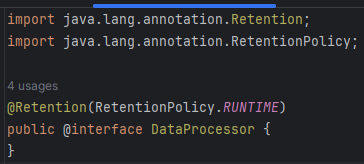 import java.lang.annotation.Retention;
import java.lang.annotation.RetentionPolicy;
4 usages
@Retention(RetentionPolicy.RUNTIME)
public @interface DataProcessor {
}